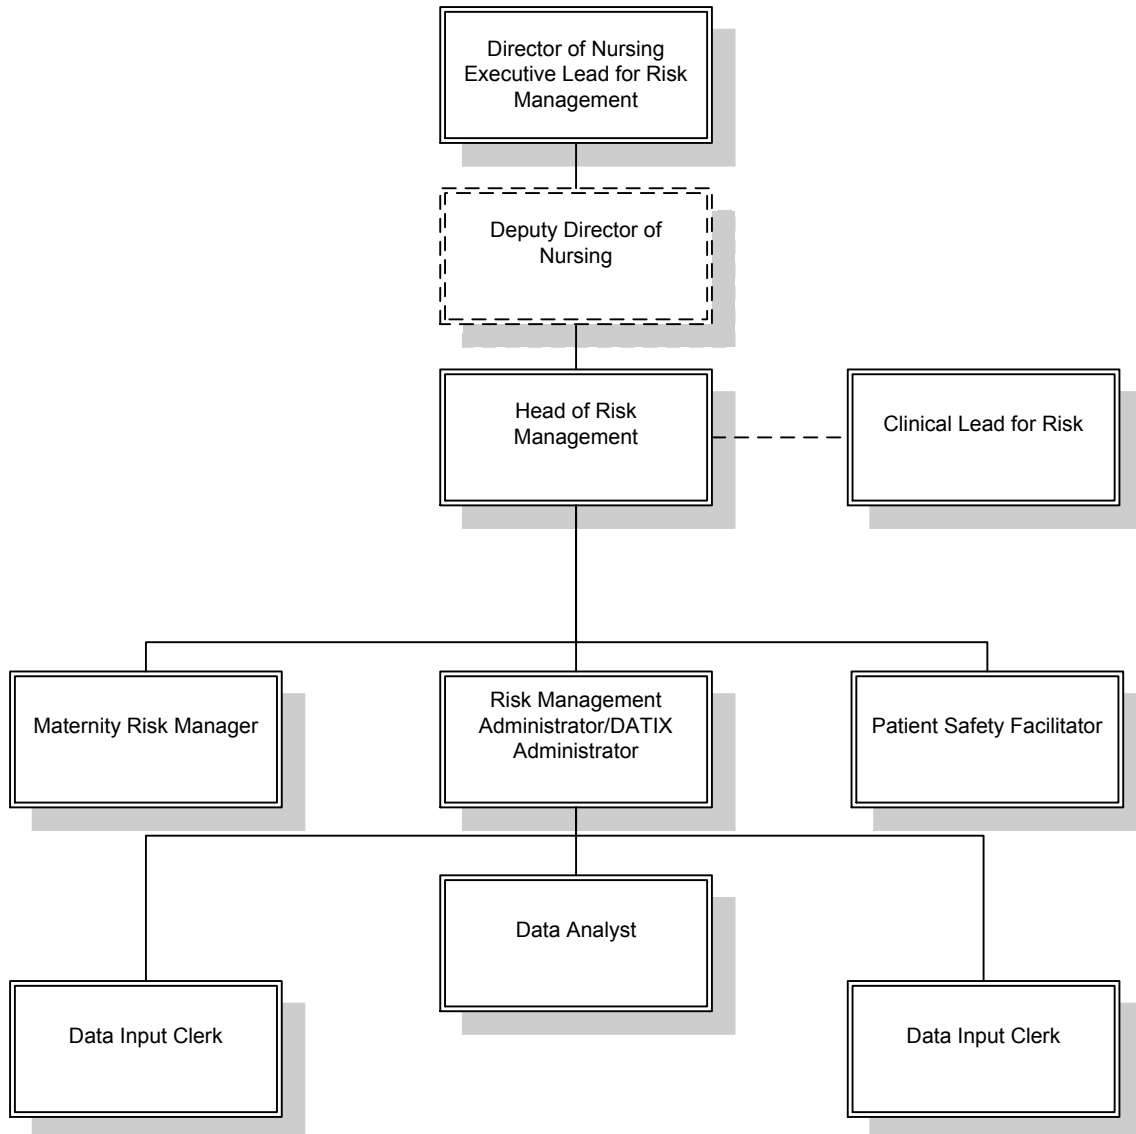 Director of Nursing
Executive Lead for Risk
Management
Deputy Director of
Nursing
Head of Risk
Management
Clinical Lead for Risk
Maternity Risk Manager
Risk Management
Administrator/DATIX
Administrator
Patient Safety Facilitator
Data Analyst
Data Input Clerk
Data Input Clerk